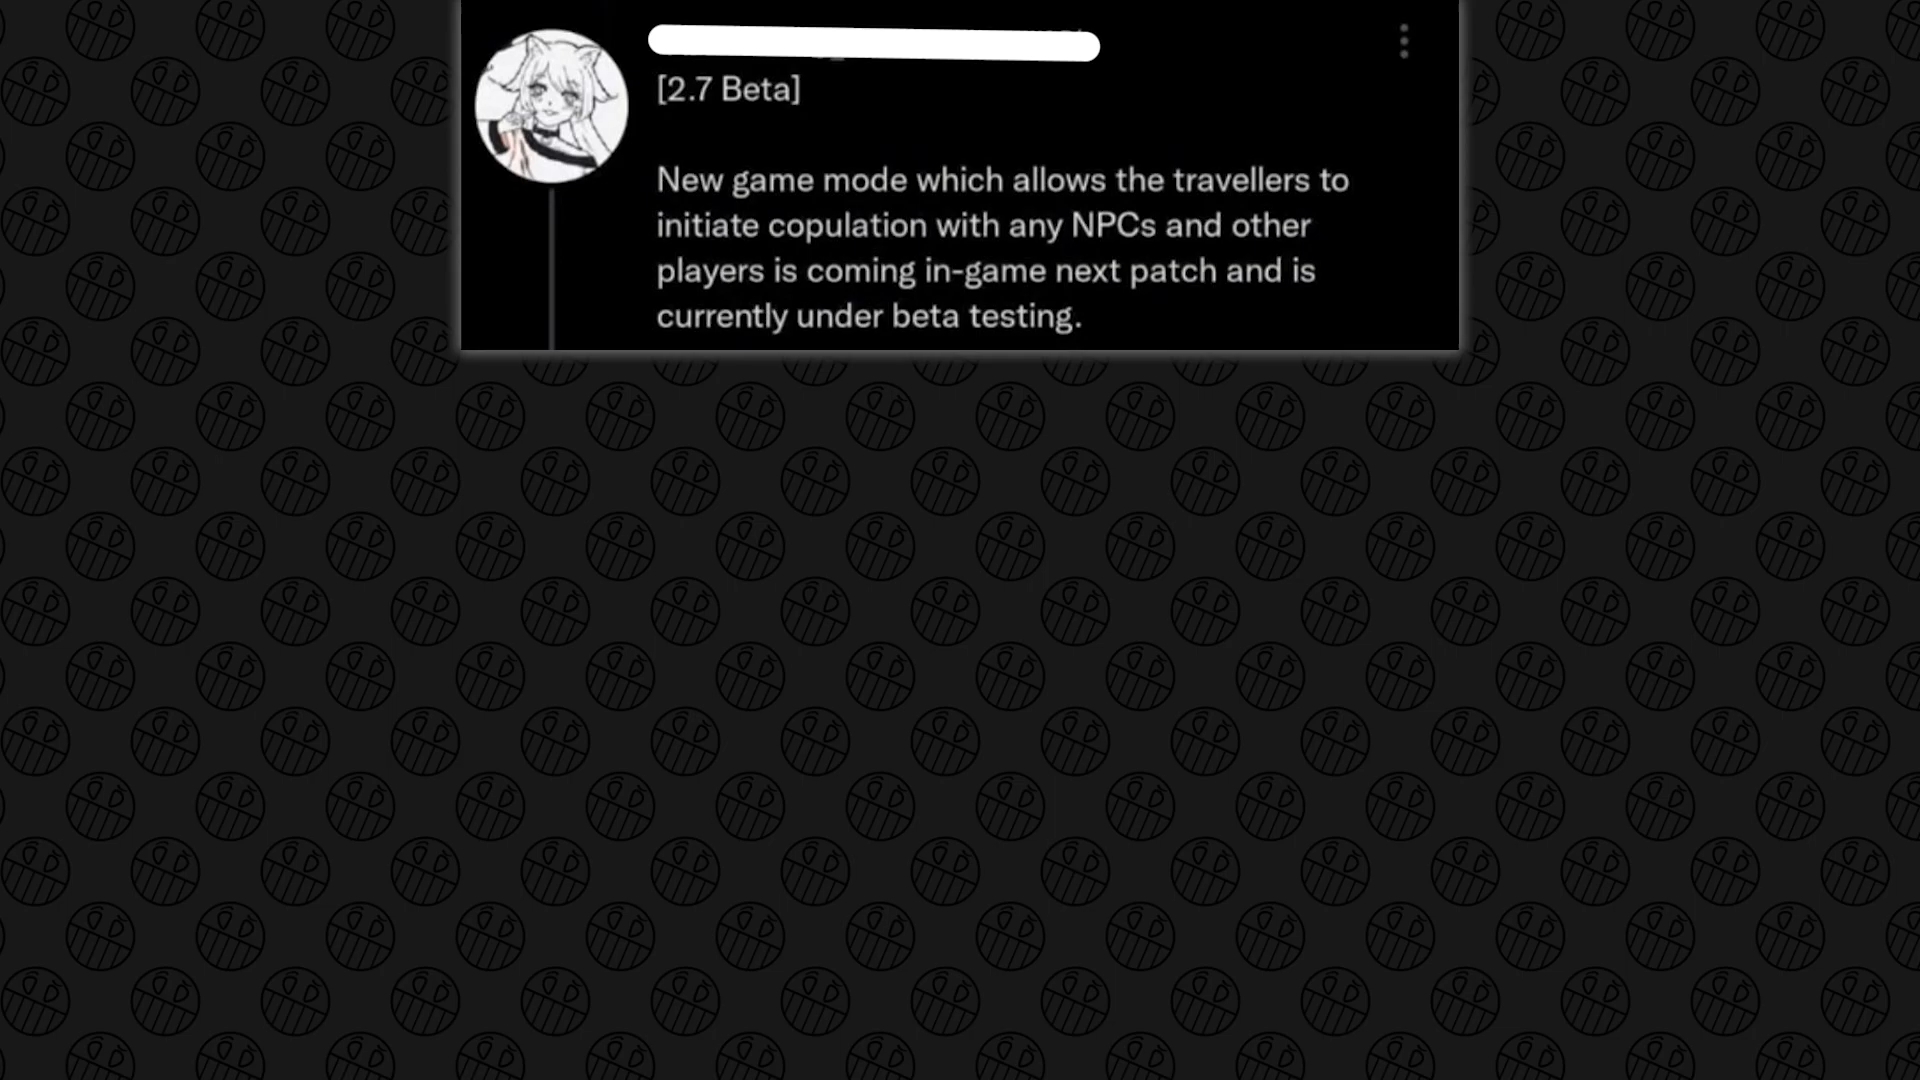 [2.7 Beta]
New game mode which allows the travellers to
initiate copulation with any NPCs and other
players is coming in-game next patch and is
currently under beta testing.